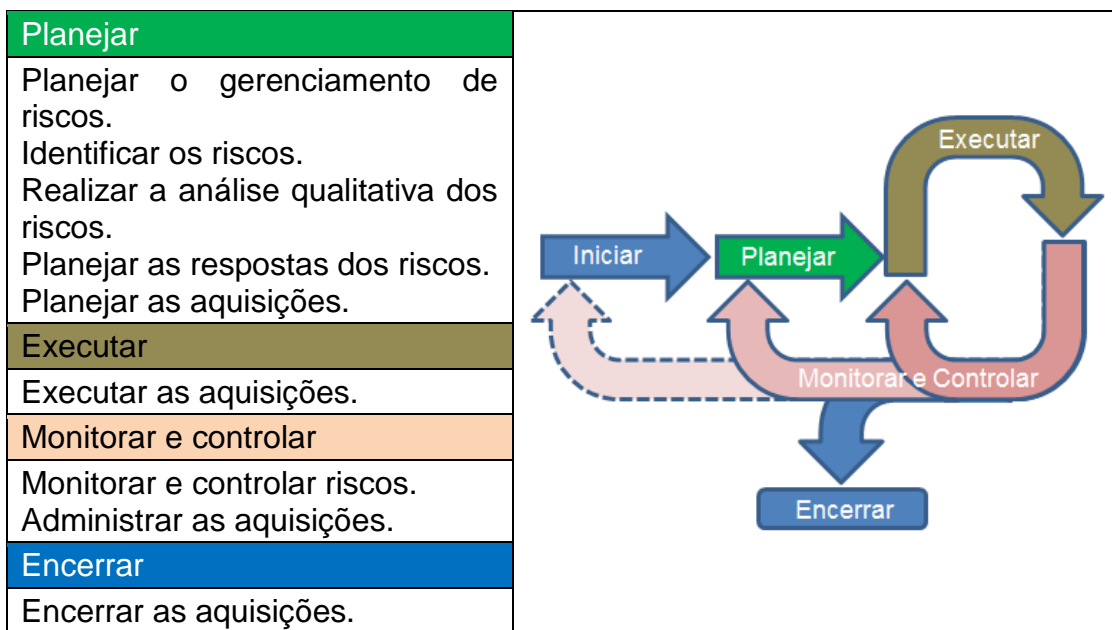 Planejar
Planejar o gerenciamento de
riscos.
Identificar os riscos.
Realizar a análise qualitativa dos
riscos.
Planejar as respostas dos riscos.
Planejar as aquisições.
Executar
Executar as aquisições.
Monitorar e controlar
Monitorar e controlar riscos.
Administrar as aquisições.
Encerrar
Encerrar as aquisições.
Executar
Iniciar
Planejar
Monitorar e Controlar
Encerrar